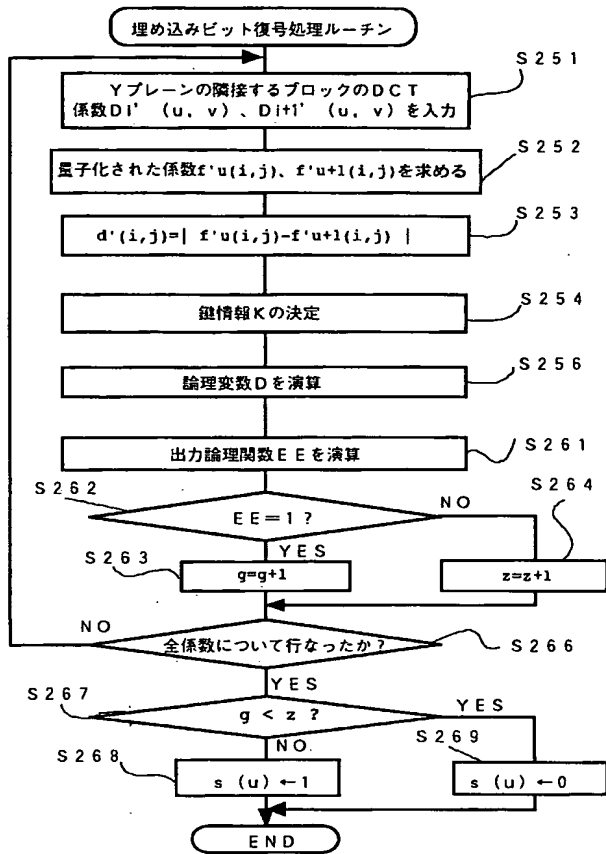 埋め込みビット復号処理ルーチン
S251
Yプレーンの隣接するブロックのDCT
係数Di'(u,v)、Di+1'(u,v)を入力
S252
量子化された係数f'u(i,j)、f'u+1(i,j)を求める
S253
d'(i,j)=| f'u(i,j)-f'u+1(i,j) |
S254
鍵情報Kの決定
S256
論理変数Dを演算
S261
出力論理関数EEを演算
S262
EE=1?
NO
S264
S263
YES
g=g+1
z=z+1
NO
全係数について行なったか?
S266
YES
S267
g < z ?
YES
S268
NO.
S269
s (u) ←1
s (u) ←0
END